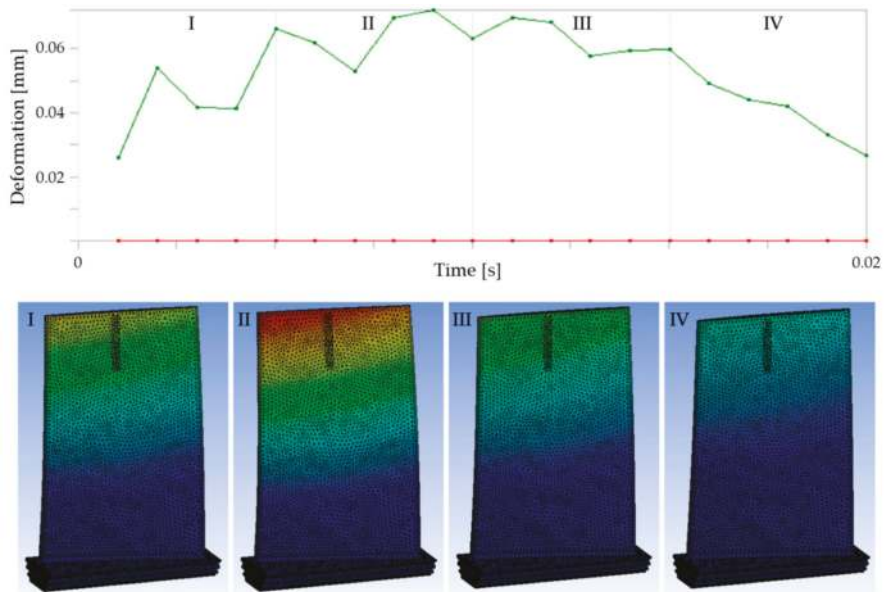 I II III IV
0.06
0.04
0.02
Deformation [mm]
0 0.02
Time [s]
I II III IV